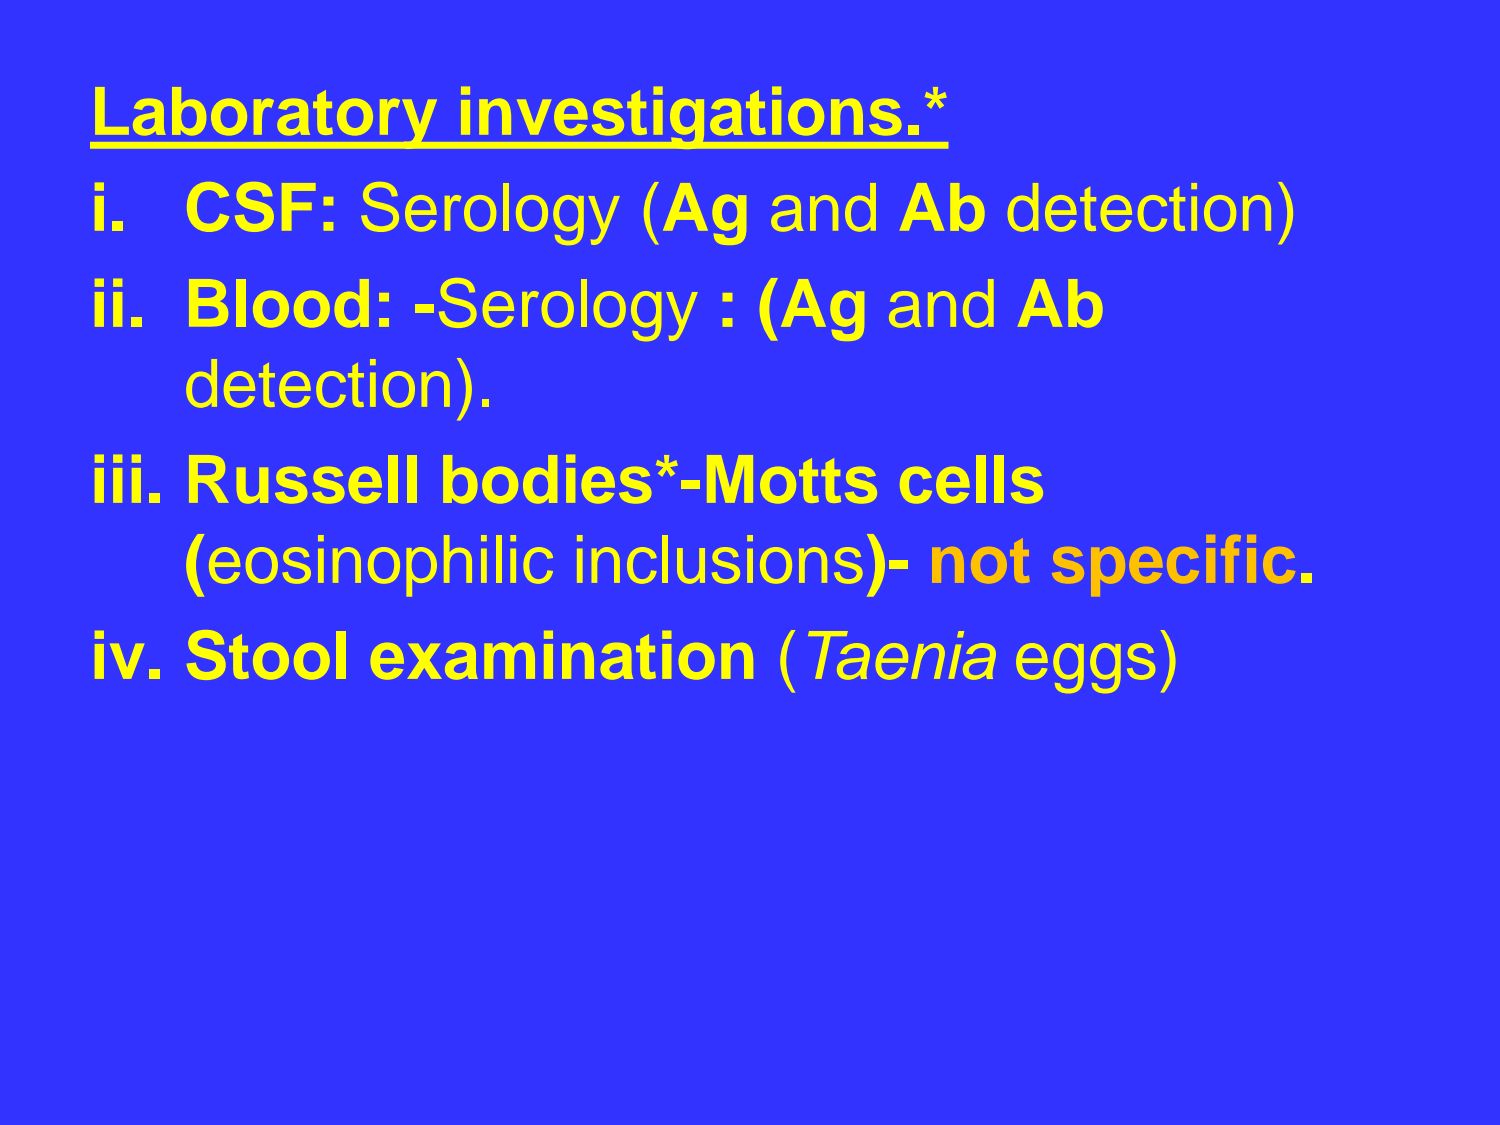 Laboratory investigations.*
i. CSF: Serology (Ag and Ab detection)
ii. Blood: -Serology : (Ag and Ab
detection).
iii. Russell bodies*-Motts cells
(eosinophilic inclusions)- not specific.
iv. Stool examination (Taenia eggs)